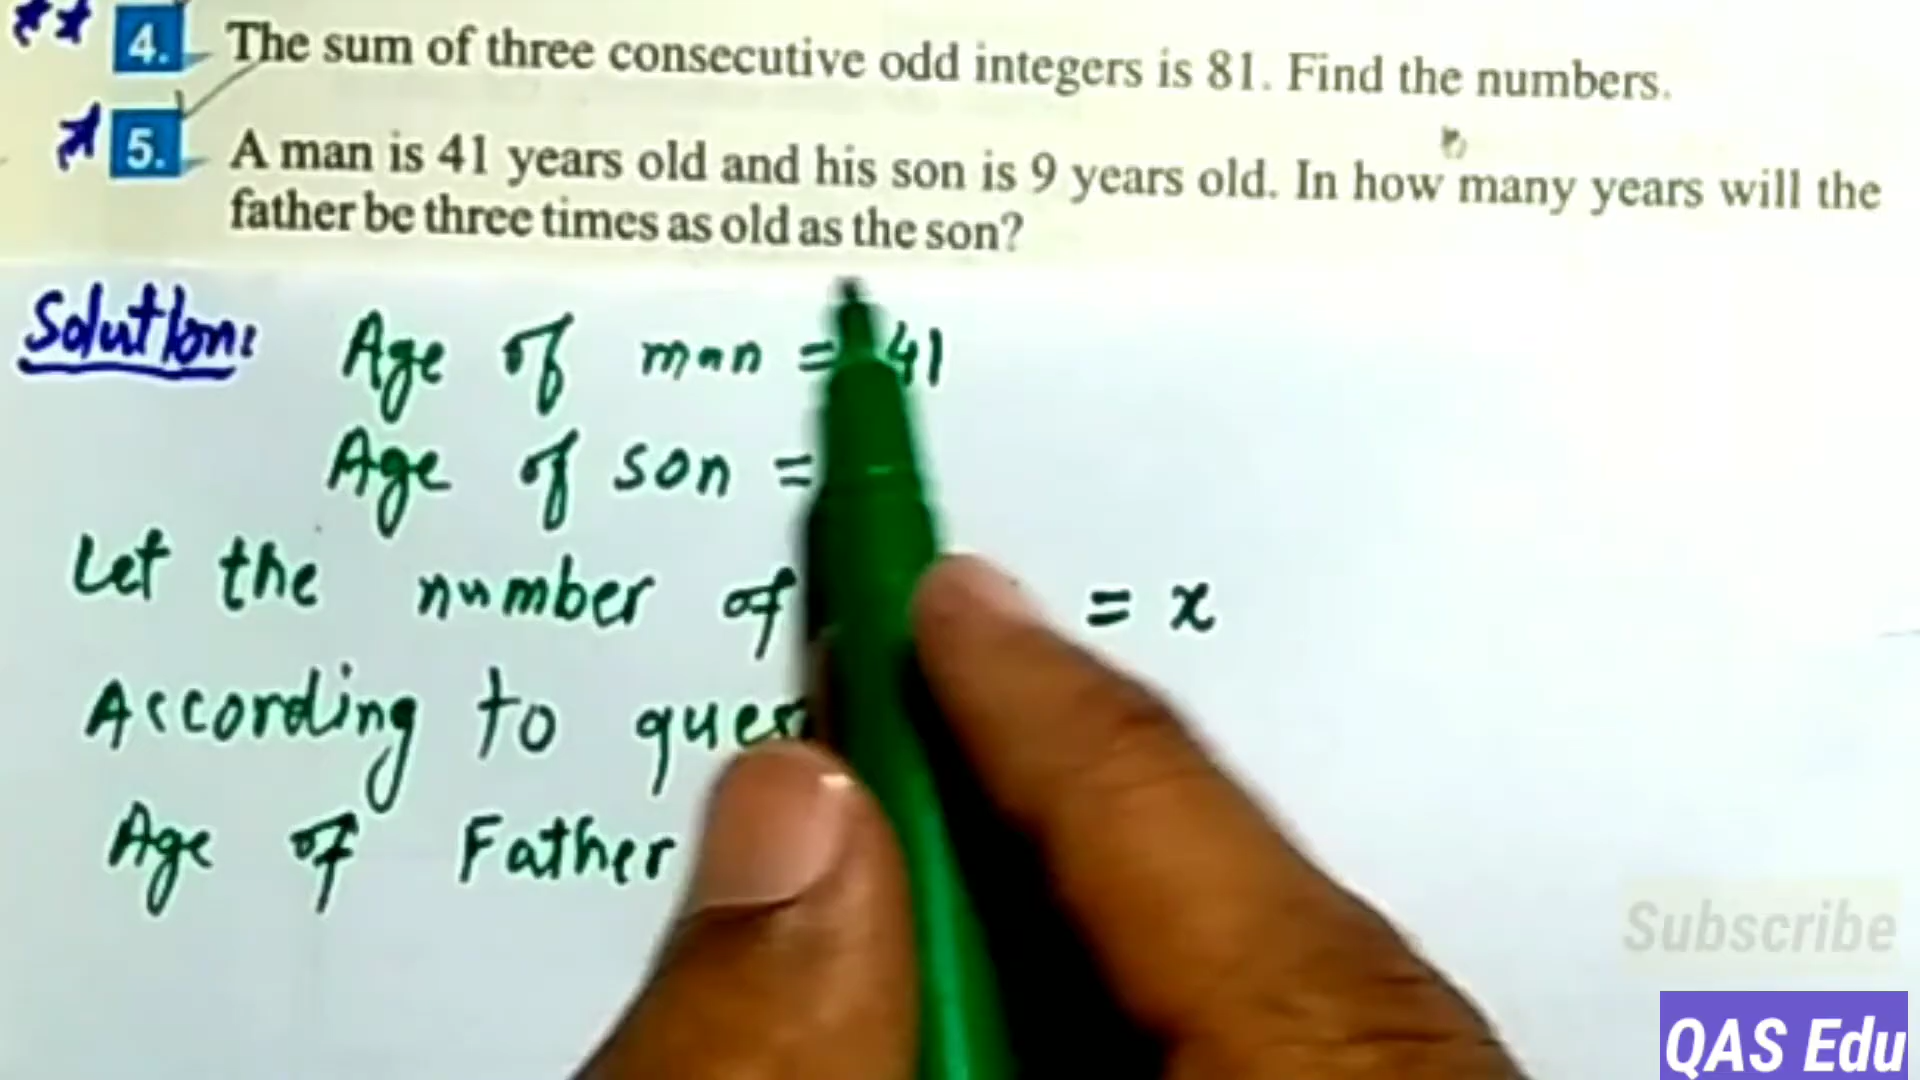 4. The sum of three consecutive odd integers is 81. Find the numbers.
5. A man is 41 years old and his son is 9 years old. In how many years will the
father be three times as old as the son?
Solution:
Age of man = 41
Age of son =
Let the number of = x
According to
Age of Father
Subscribe
QAS Edu